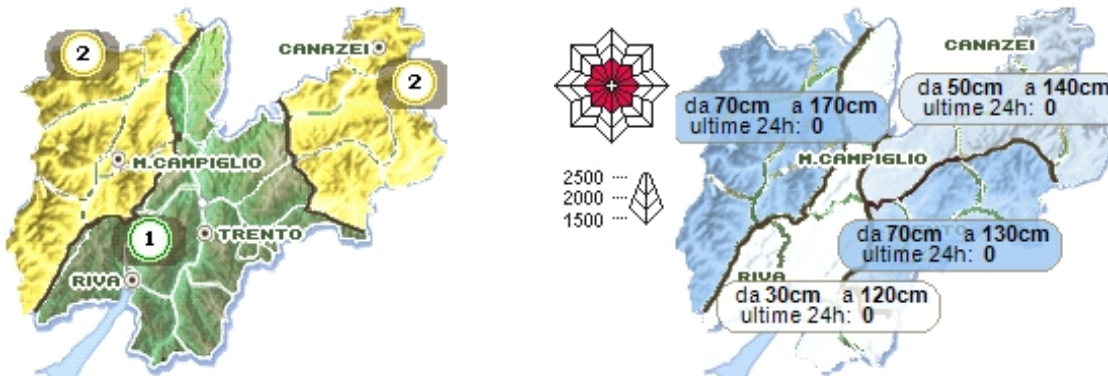 2
CANAZEI
2
M.CAMPIGLIO
1
TRENTO
RIVA
2500
2000
1500
CANAZEI
da 50cm a 140cm
ultime 24h: 0
da 70cm a 170cm
ultime 24h: 0
M.CAMPIGLIO
da 70cm a 130cm
ultime 24h: 0
RIVA
da 30cm a 120cm
ultime 24h: 0